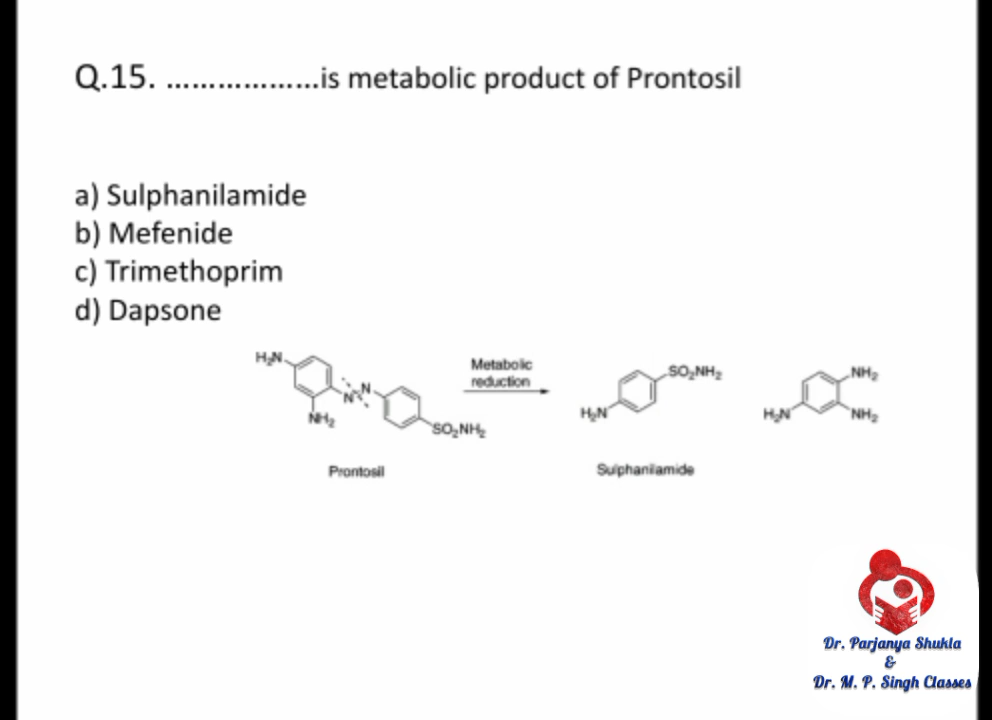 Q.15. ..................is metabolic product of Prontosil
a) Sulphanilamide
b) Mefenide
c) Trimethoprim
d) Dapsone
H₂N
NH₂
N
N
SO₂NH₂
Prontosil
Metabolic
reduction
SO₂NH₂
H₂N
Sulphanilamide
NH₂
H₂N
NH₂
Dr. Parjanya Shukla
&
Dr. M. P. Singh Classes